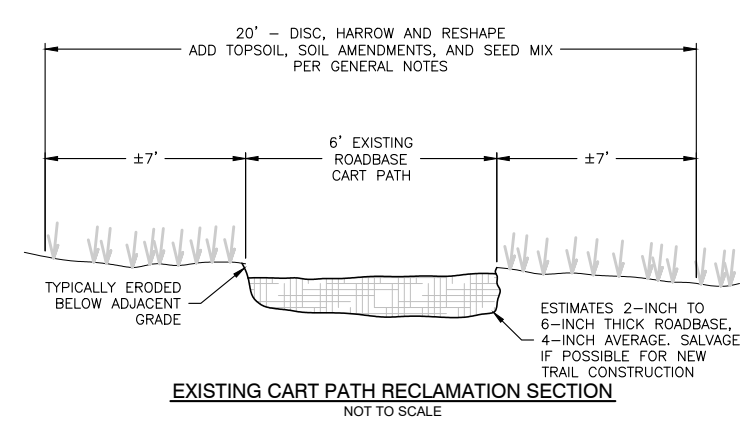 20' – DISC, HARROW AND RESHAPE
ADD TOPSOIL, SOIL AMENDMENTS, AND SEED MIX
PER GENERAL NOTES
±7'
6' EXISTING
ROADBASE
CART PATH
±7'
TYPICALLY ERODED
BELOW ADJACENT
GRADE
ESTIMATES 2–INCH TO
6–INCH THICK ROADBASE,
4–INCH AVERAGE. SALVAGE
IF POSSIBLE FOR NEW
TRAIL CONSTRUCTION
EXISTING CART PATH RECLAMATION SECTION
NOT TO SCALE